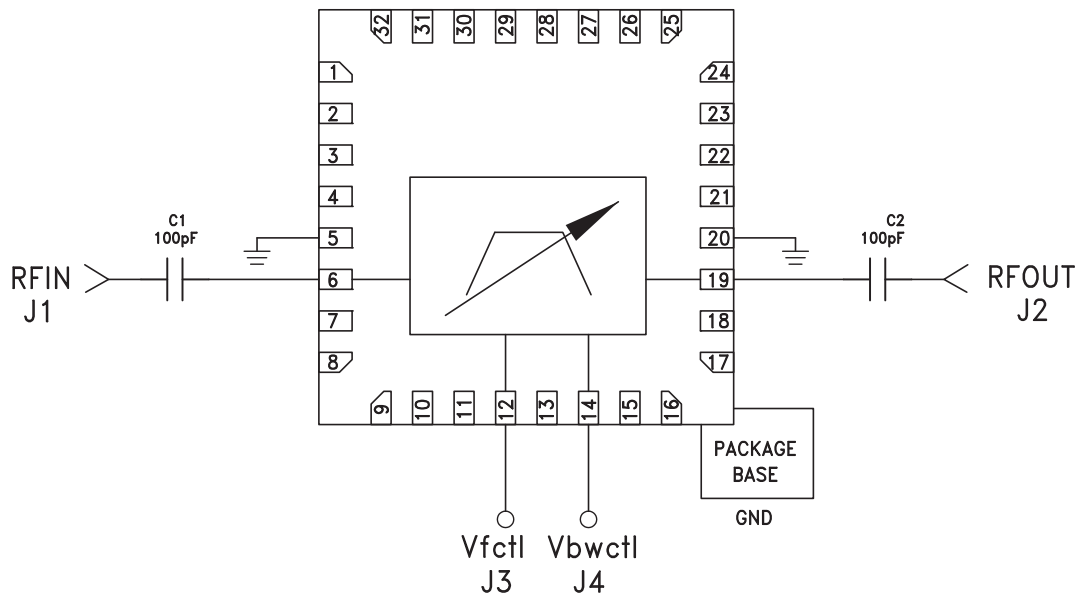 32 31 30 29 28 27 26 25
1 24
2 23
3 22
4 21
C1
100pF
5 20
C2
100pF
RFIN
J1
6 19
RFOUT
J2
7 18
8 17
9 10 11 12 13 14 15 16
PACKAGE
BASE
GND
Vfctl Vbwctl
J3 J4